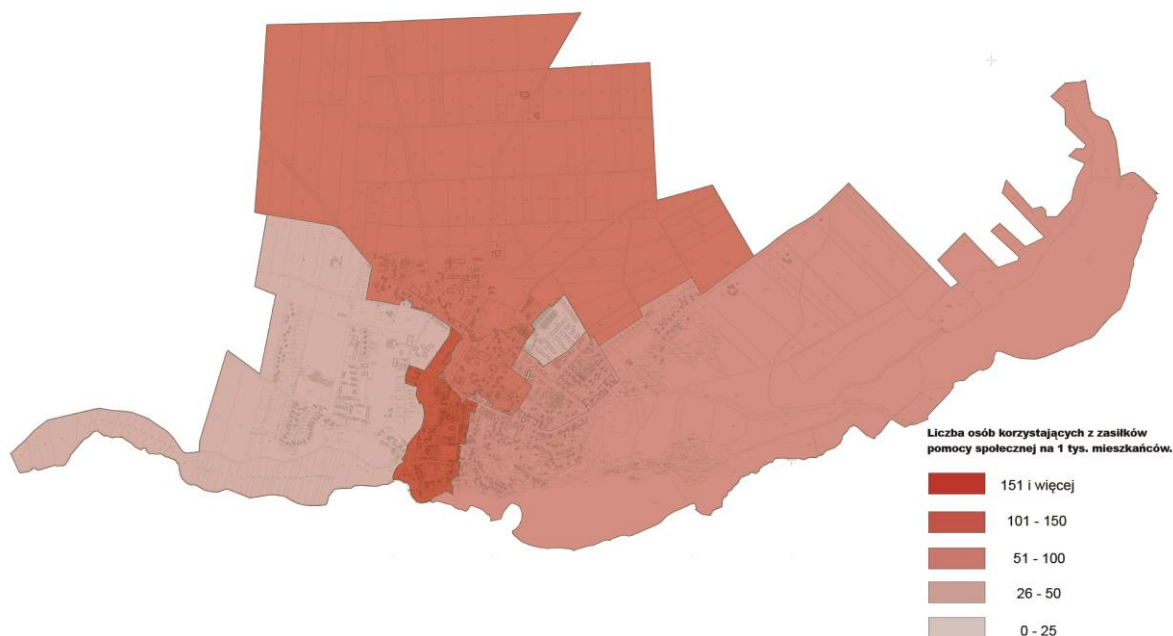 Liczba osób korzystających z zasiłków
pomocy społecznej na 1 tys. mieszkańców.
151 i więcej
101 - 150
51 - 100
26 - 50
0 - 25